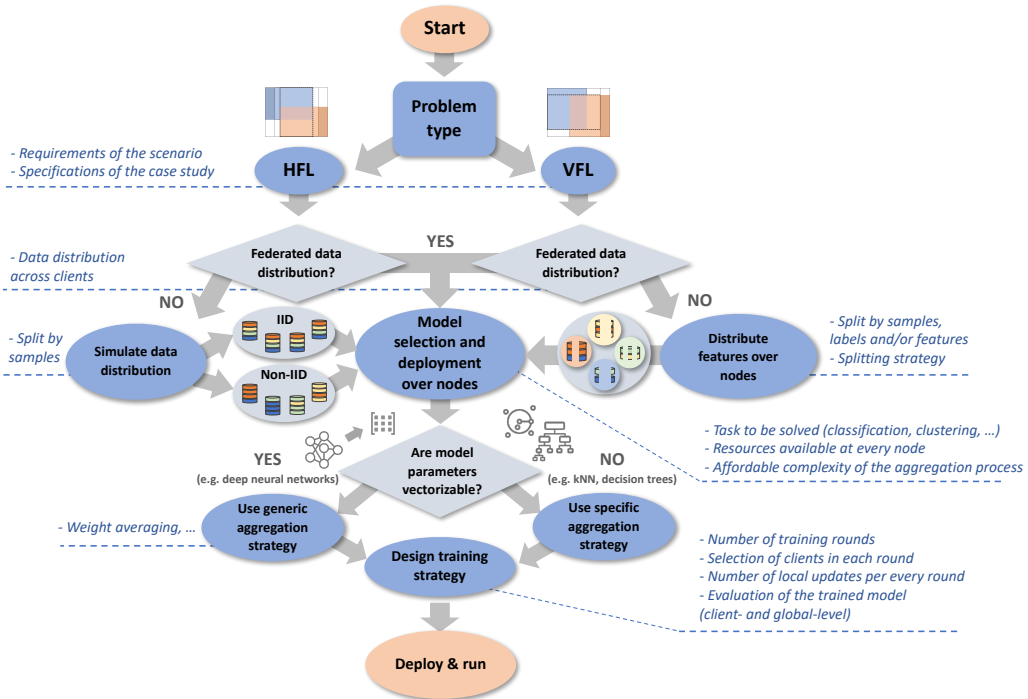 Start
Problem
type
- Requirements of the scenario
- Specifications of the case study
HFL
VFL
YES
Federated data
distribution?
Federated data
distribution?
- Data distribution
across clients
NO
NO
- Split by
samples
Simulate data
distribution
IID
Non-IID
Model
selection and
deployment
over nodes
Distribute
features over
nodes
- Split by samples,
labels and/or features
- Splitting strategy
- Task to be solved (classification, clustering, …)
- Resources available at every node
- Affordable complexity of the aggregation process
YES
(e.g. deep neural networks)
Are model
parameters
vectorizable?
NO
(e.g. kNN, decision trees)
- Weight averaging, …
Use generic
aggregation
strategy
Use specific
aggregation
strategy
Design training
strategy
- Number of training rounds
- Selection of clients in each round
- Number of local updates per every round
- Evaluation of the trained model
(client- and global-level)
Deploy & run